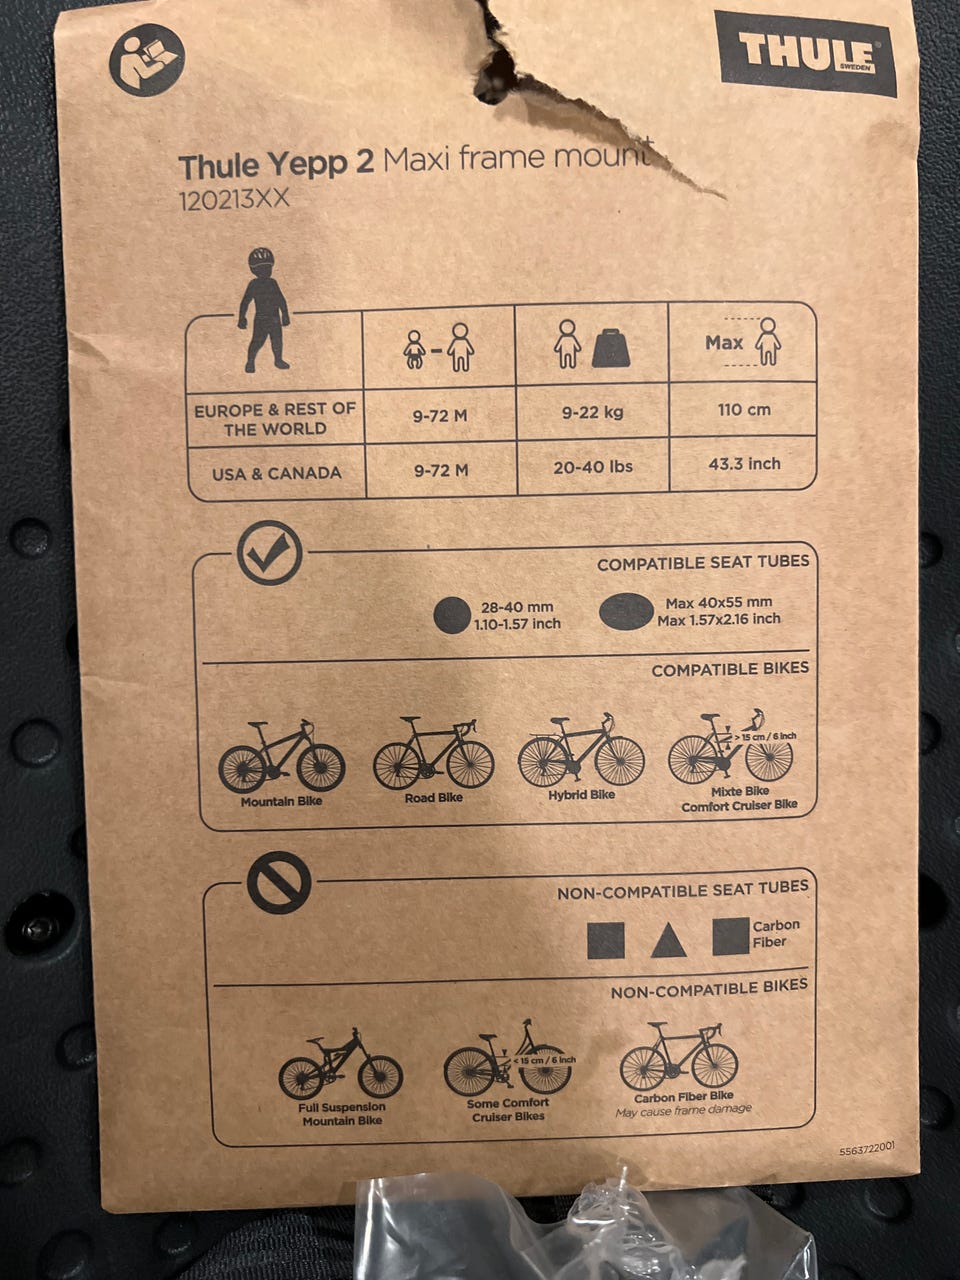 THULE
SWEDEN
Thule Yepp 2 Maxi frame mount
120213XX
Max
EUROPE & REST OF
THE WORLD
9-72 M
9-22 kg
110 cm
USA & CANADA
9-72 M
20-40 lbs
43.3 inch
COMPATIBLE SEAT TUBES
28-40 mm
1.10-1.57 inch
Max 40x55 mm
Max 1.57x2.16 inch
COMPATIBLE BIKES
> 15 cm / 6 inch
Mountain Bike
Road Bike
Hybrid Bike
Mixte Bike
Comfort Cruiser Bike
NON-COMPATIBLE SEAT TUBES
Carbon
Fiber
NON-COMPATIBLE BIKES
< 15 cm / 6 inch
Full Suspension
Mountain Bike
Some Comfort
Cruiser Bikes
Carbon Fiber Bike
May cause frame damage
5563722001